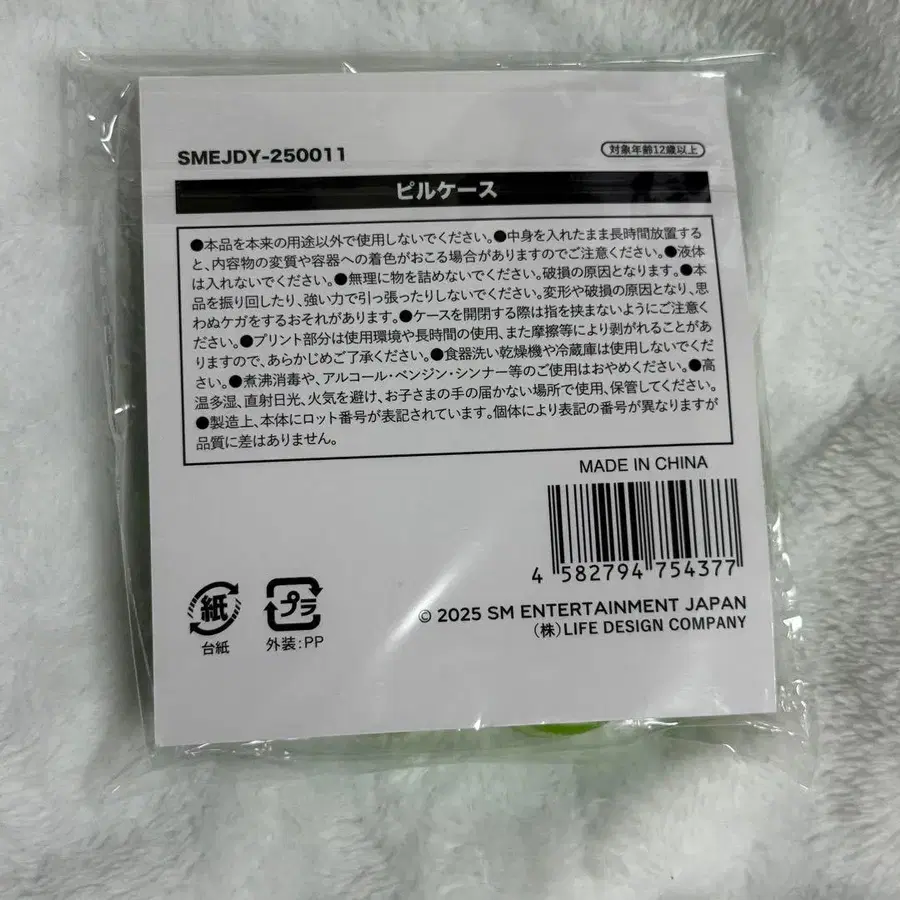 SMEJDY-250011
対象年齢12歳以上
ピルケース
●本品を本来の用途以外で使用しないでください。●中身を入れたまま長時間放置する
と、内容物の変質や容器への着色がおこる場合がありますのでご注意ください。●液体
は入れないでください。●無理に物を詰めないでください。破損の原因となります。●本
品を振り回したり、強い力で引っ張ったりしないでください。変形や破損の原因となり、思
わぬケガをするおそれがあります。●ケースを開閉する際は指を挟まないようにご注意く
ださい。●プリント部分は使用環境や長時間の使用、また摩擦等により剥がれることがあ
りますので、あらかじめご了承ください。●食器洗い乾燥機や冷蔵庫は使用しないでくだ
さい。●煮沸消毒や、アルコール・ベンジン・シンナー等のご使用はおやめください。●高
温多湿、直射日光、火気を避け、お子さまの手の届かない場所で使用、保管してください。
●製造上、本体にロット番号が表記されています。個体により表記の番号が異なりますが
品質に差はありません。
MADE IN CHINA
4 582794 754377
紙
台紙
プラ
外装:PP
© 2025 SM ENTERTAINMENT JAPAN
(株)LIFE DESIGN COMPANY